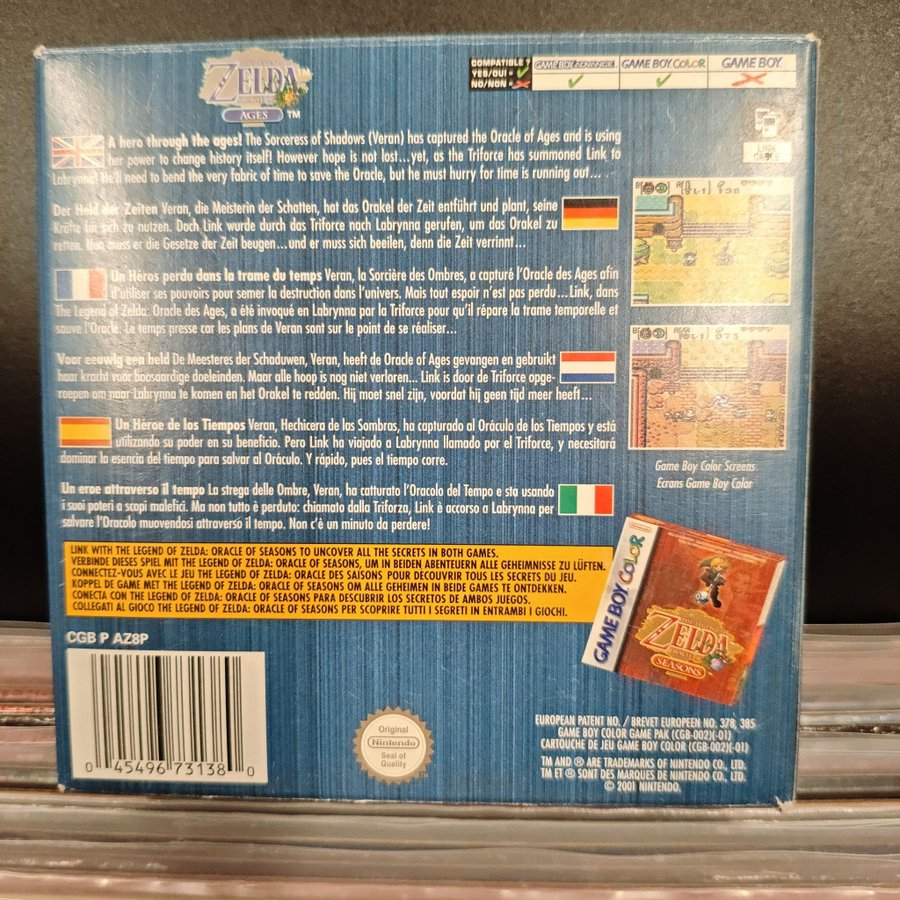 ZELDA
AGES ™
COMPATIBLE ?
YES/OUI = ✓
NO/NON = ✗
GAME BOY ADVANCE
GAME BOY COLOR
GAME BOY
LINK
CABLE
A hero through the ages! The Sorceress of Shadows (Veran) has captured the Oracle of Ages and is using
her power to change history itself! However hope is not lost...yet, as the Triforce has summoned Link to
Labrynna! He'll need to bend the very fabric of time to save the Oracle, but he must hurry for time is running out...
Der Held der Zeiten Veran, die Meisterin der Schatten, hat das Orakel der Zeit entführt und plant, seine
Kräfte für sich zu nutzen. Doch Link wurde durch das Triforce nach Labrynna gerufen, um das Orakel zu
retten. Nun muss er die Gesetze der Zeit beugen...und er muss sich beeilen, denn die Zeit verrinnt...
Un Héros perdu dans la trame du temps Veran, la Sorcière des Ombres, a capturé l'Oracle des Ages afin
d'utiliser ses pouvoirs pour semer la destruction dans l'univers. Mais tout espoir n'est pas perdu...Link, dans
The Legend of Zelda: Oracle des Ages, a été invoqué en Labrynna par la Triforce pour qu'il répare la trame temporelle et
sauve l'Oracle. Le temps presse car les plans de Veran sont sur le point de se réaliser...
Voor eeuwig een held De Meesteres der Schaduwen, Veran, heeft de Oracle of Ages gevangen en gebruikt
haar kracht voor boosaardige doeleinden. Maar alle hoop is nog niet verloren... Link is door de Triforce opge-
roepen om naar Labrynna te komen en het Orakel te redden. Hij moet snel zijn, voordat hij geen tijd meer heeft...
Un Héroe de los Tiempos Veran, Hechicera de las Sombras, ha capturado al Oráculo de los Tiempos y está
utilizando su poder en su beneficio. Pero Link ha viajado a Labrynna llamado por el Triforce, y necesitará
dominar la esencia del tiempo para salvar al Oráculo. Y rápido, pues el tiempo corre.
Un eroe attraverso il tempo La strega delle Ombre, Veran, ha catturato l'Oracolo del Tempo e sta usando
i suoi poteri a scopi malefici. Ma non tutto è perduto: chiamato dalla Triforza, Link è accorso a Labrynna per
salvare l'Oracolo muovendosi attraverso il tempo. Non c'è un minuto da perdere!
Game Boy Color Screens
Ecrans Game Boy Color
LINK WITH THE LEGEND OF ZELDA: ORACLE OF SEASONS TO UNCOVER ALL THE SECRETS IN BOTH GAMES.
VERBINDE DIESES SPIEL MIT THE LEGEND OF ZELDA: ORACLE OF SEASONS, UM IN BEIDEN ABENTEUERN ALLE GEHEIMNISSE ZU LÜFTEN.
CONNECTEZ-VOUS AVEC LE JEU THE LEGEND OF ZELDA: ORACLE DES SAISONS POUR DECOUVRIR TOUS LES SECRETS DU JEU.
KOPPEL DE GAME MET THE LEGEND OF ZELDA: ORACLE OF SEASONS OM ALLE GEHEIMEN IN BEIDE GAMES TE ONTDEKKEN.
CONECTA CON THE LEGEND OF ZELDA: ORACLE OF SEASONS PARA DESCUBRIR LOS SECRETOS DE AMBOS JUEGOS.
COLLEGATI AL GIOCO THE LEGEND OF ZELDA: ORACLE OF SEASONS PER SCOPRIRE TUTTI I SEGRETI IN ENTRAMBI I GIOCHI.
GAME BOY COLOR
ZELDA
SEASONS
CGB P AZ8P
0 45496 73138 0
Original
Nintendo
Seal of
Quality
EUROPEAN PATENT NO. / BREVET EUROPEEN NO. 378, 385
GAME BOY COLOR GAME PAK (CGB-002)(-01)
CARTOUCHE DE JEU GAME BOY COLOR (CGB-002)(-01)
TM AND ® ARE TRADEMARKS OF NINTENDO CO., LTD.
TM ET ® SONT DES MARQUES DE NINTENDO CO., LTD.
© 2001 NINTENDO.